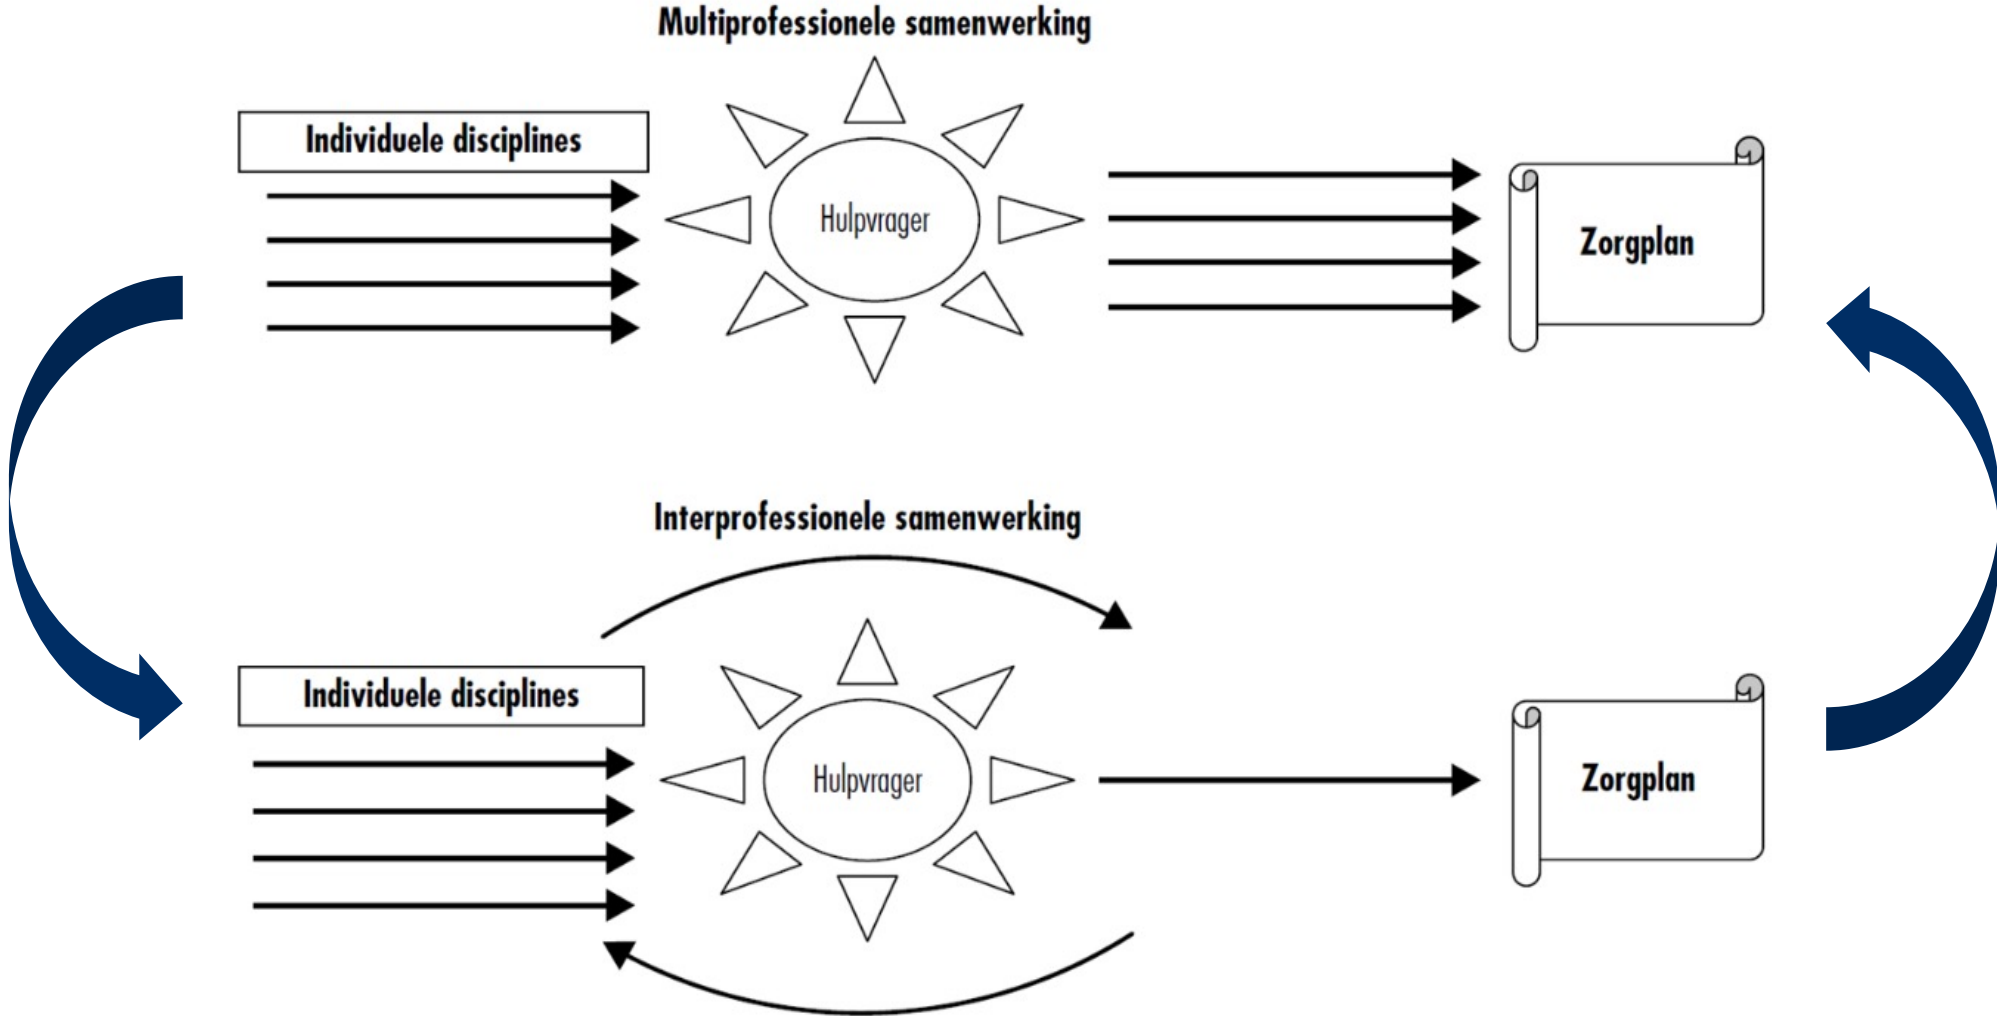 Multiprofessionele samenwerking
Individuele disciplines
Hulpvrager
Zorgplan
Interprofessionele samenwerking
Individuele disciplines
Hulpvrager
Zorgplan